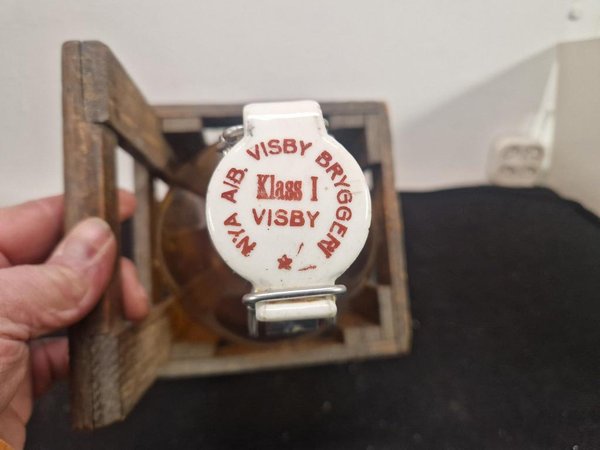 NYA A/B. VISBY BRYGGERI
Klass I
VISBY